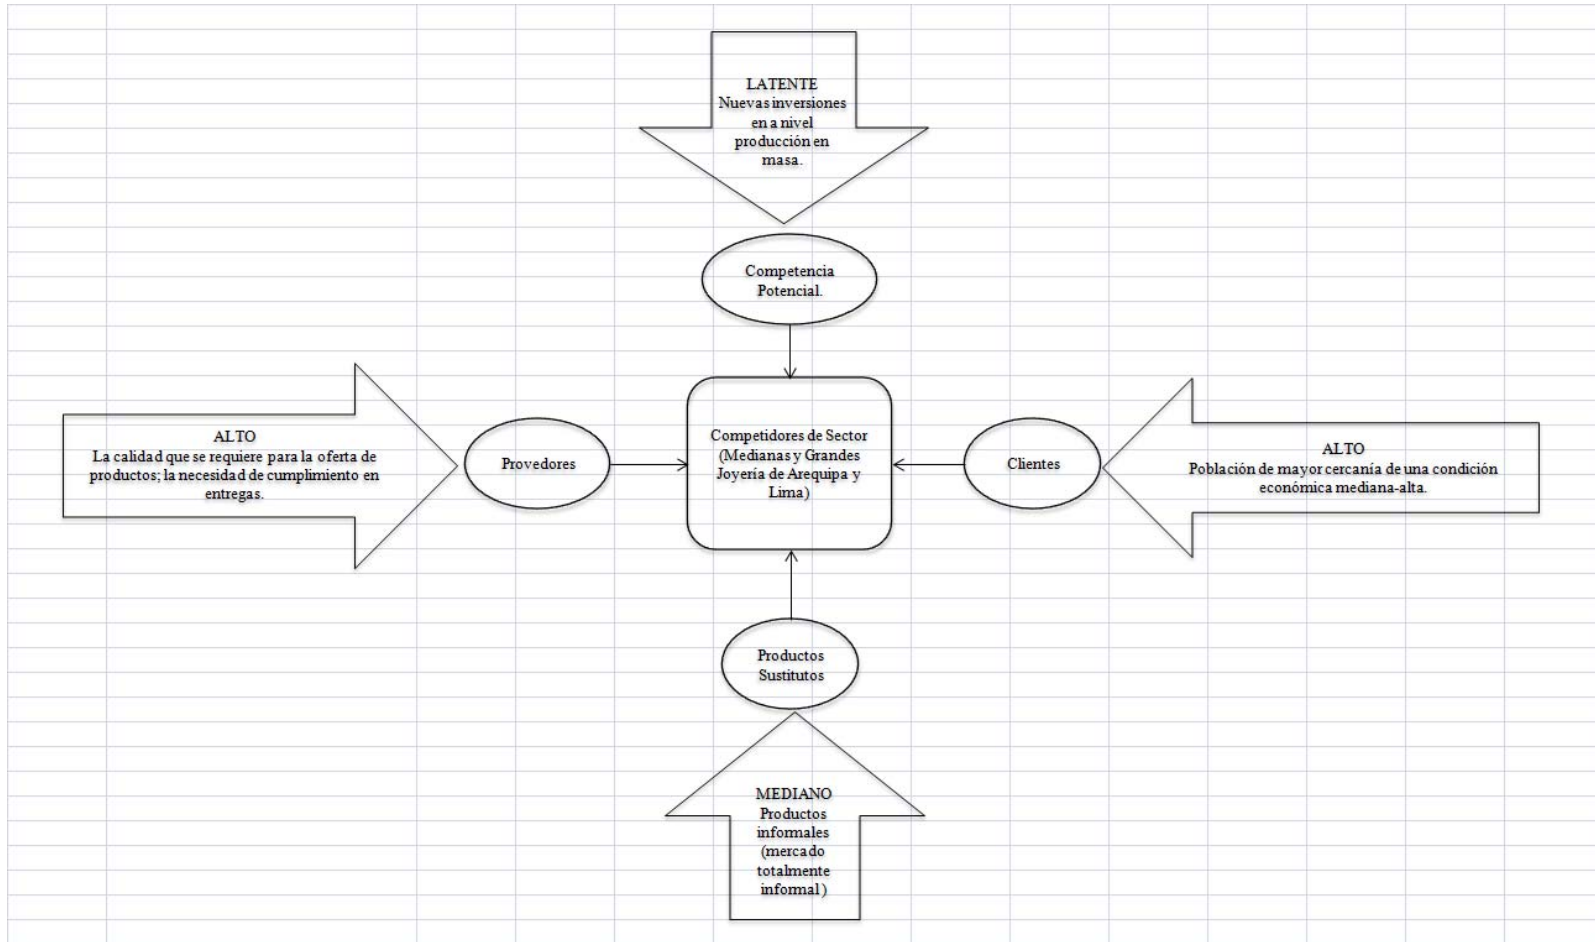 LATENTE
Nuevas inversiones
en a nivel
producción en
masa.
Competencia
Potencial.
ALTO
La calidad que se requiere para la oferta de
productos; la necesidad de cumplimiento en
entregas.
Provedores
Competidores de Sector
(Medianas y Grandes
Joyería de Arequipa y
Lima)
Clientes
ALTO
Población de mayor cercanía de una condición
económica mediana-alta.
Productos
Sustitutos
MEDIANO
Productos
informales
(mercado
totalmente
informal)